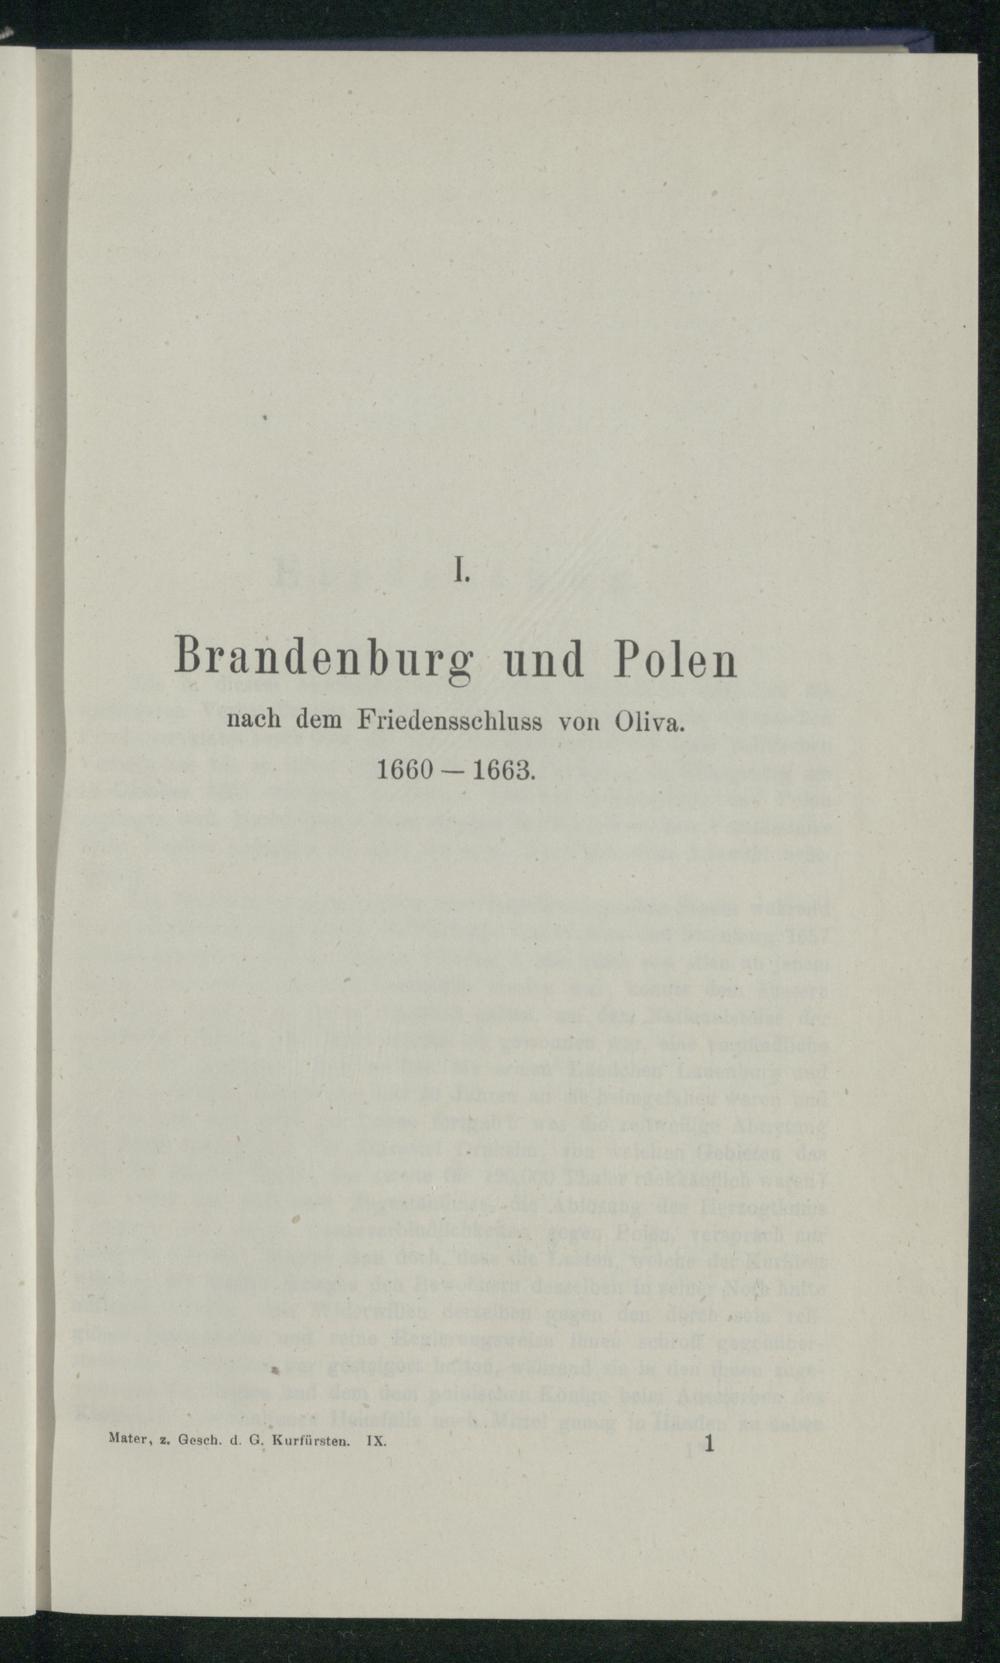 I.
Brandenburg und Polen
nach dem Friedensschluss von Oliva.
1660 — 1663.
Mater, z. Gesch. d. G. Kurfürsten. IX.
1